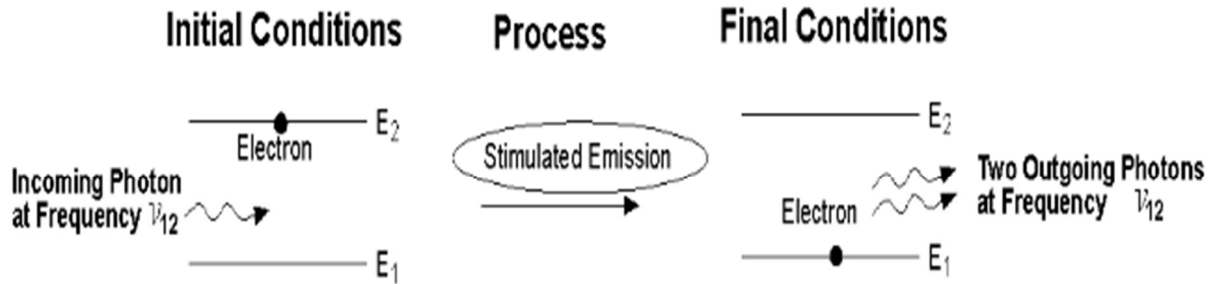 Initial Conditions
Process
Final Conditions
E₂
Electron
Incoming Photon
at Frequency ν₁₂
E₁
Stimulated Emission
E₂
Two Outgoing Photons
at Frequency ν₁₂
Electron
E₁